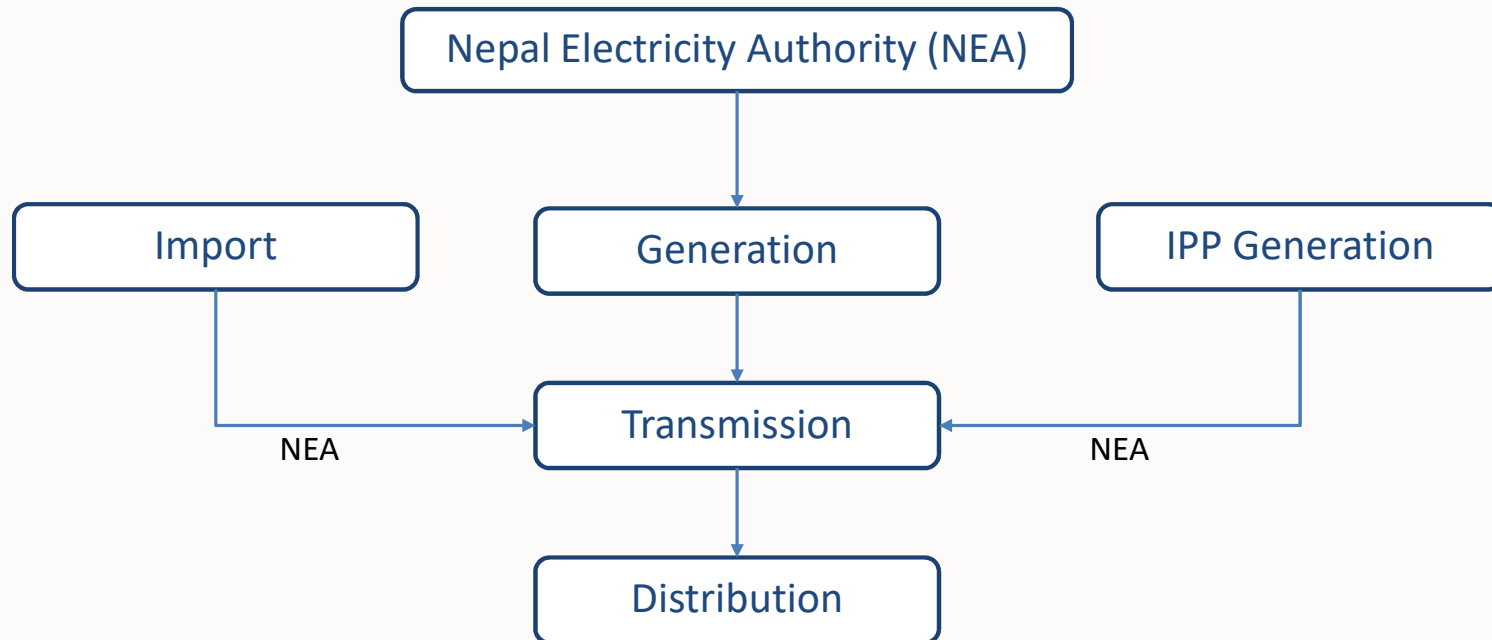 Nepal Electricity Authority (NEA)
Import
Generation
IPP Generation
Transmission
NEA
NEA
Distribution